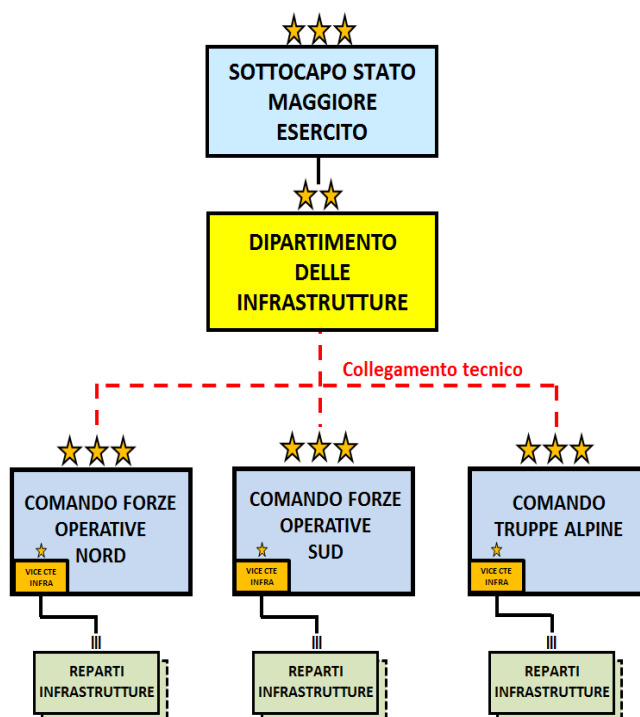 SOTTOCAPO STATO
MAGGIORE
ESERCITO
DIPARTIMENTO
DELLE
INFRASTRUTTURE
Collegamento tecnico
COMANDO FORZE
OPERATIVE
NORD
VICE CTE
INFRA
COMANDO FORZE
OPERATIVE
SUD
VICE CTE
INFRA
COMANDO
TRUPPE ALPINE
VICE CTE
INFRA
III
REPARTI
INFRASTRUTTURE
III
REPARTI
INFRASTRUTTURE
III
REPARTI
INFRASTRUTTURE